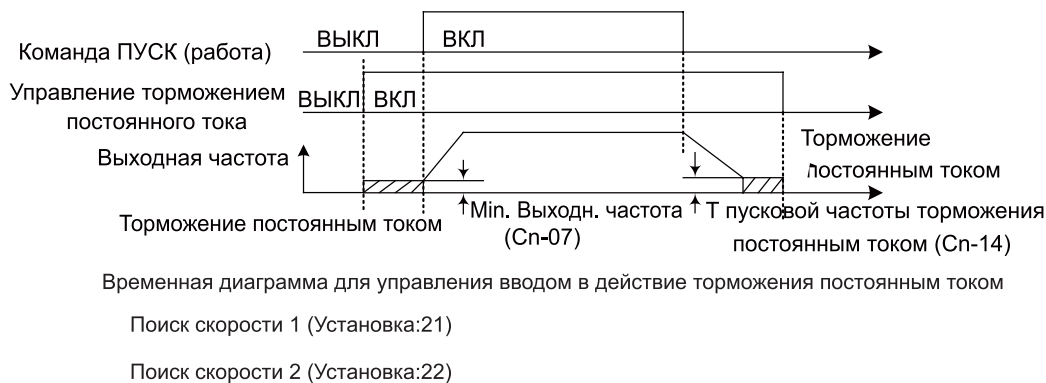 ВЫКЛ ВКЛ
Команда ПУСК (работа)
Управление торможением
постоянного тока
ВЫКЛ ВКЛ
Выходная частота
Торможение
постоянным током
Торможение постоянным током
Min. Выходн. частота
(Cn-07)
Т пусковой частоты торможения
постоянным током (Cn-14)
Временная диаграмма для управления вводом в действие торможения постоянным током
Поиск скорости 1 (Установка:21)
Поиск скорости 2 (Установка:22)